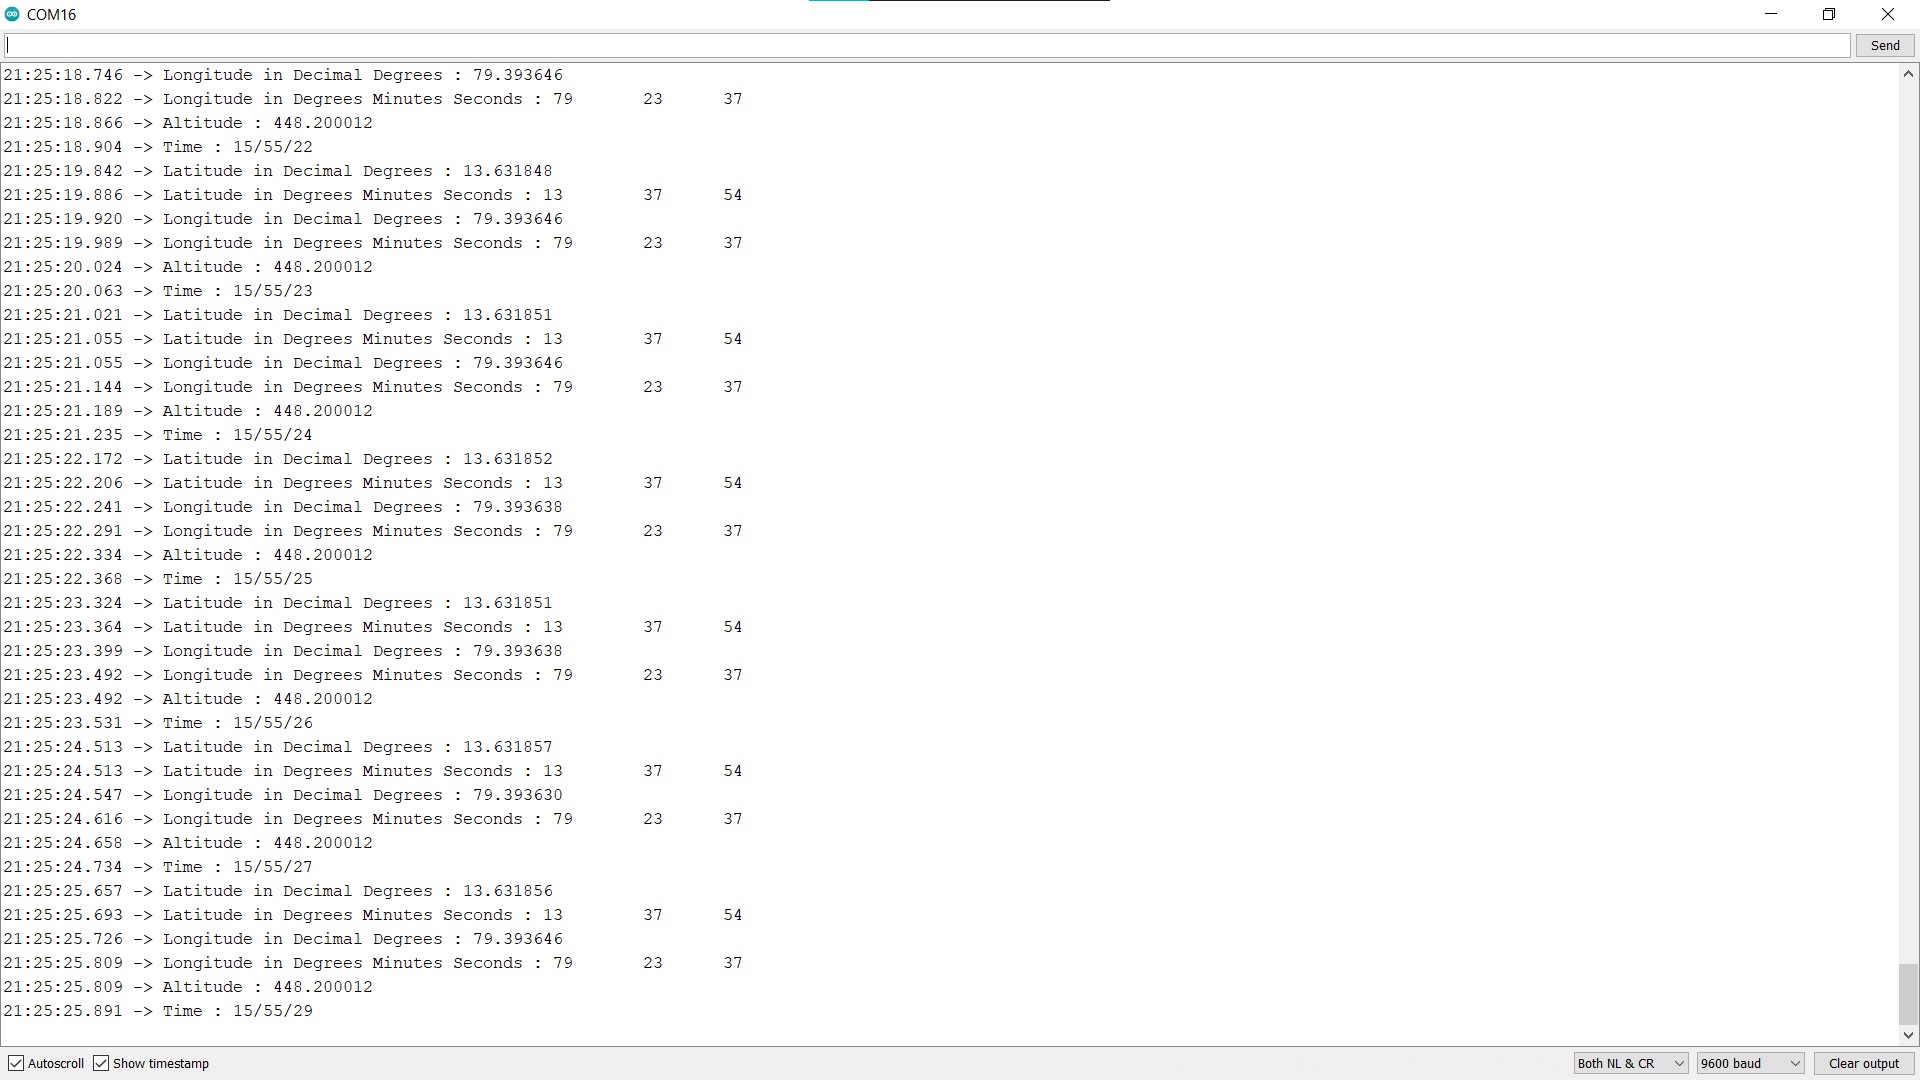 COM16
Send
21:25:18.746 -> Longitude in Decimal Degrees : 79.393646
21:25:18.822 -> Longitude in Degrees Minutes Seconds : 79 23 37
21:25:18.866 -> Altitude : 448.200012
21:25:18.904 -> Time : 15/55/22
21:25:19.842 -> Latitude in Decimal Degrees : 13.631848
21:25:19.886 -> Latitude in Degrees Minutes Seconds : 13 37 54
21:25:19.920 -> Longitude in Decimal Degrees : 79.393646
21:25:19.989 -> Longitude in Degrees Minutes Seconds : 79 23 37
21:25:20.024 -> Altitude : 448.200012
21:25:20.063 -> Time : 15/55/23
21:25:21.021 -> Latitude in Decimal Degrees : 13.631851
21:25:21.055 -> Latitude in Degrees Minutes Seconds : 13 37 54
21:25:21.055 -> Longitude in Decimal Degrees : 79.393646
21:25:21.144 -> Longitude in Degrees Minutes Seconds : 79 23 37
21:25:21.189 -> Altitude : 448.200012
21:25:21.235 -> Time : 15/55/24
21:25:22.172 -> Latitude in Decimal Degrees : 13.631852
21:25:22.206 -> Latitude in Degrees Minutes Seconds : 13 37 54
21:25:22.241 -> Longitude in Decimal Degrees : 79.393638
21:25:22.291 -> Longitude in Degrees Minutes Seconds : 79 23 37
21:25:22.334 -> Altitude : 448.200012
21:25:22.368 -> Time : 15/55/25
21:25:23.324 -> Latitude in Decimal Degrees : 13.631851
21:25:23.364 -> Latitude in Degrees Minutes Seconds : 13 37 54
21:25:23.399 -> Longitude in Decimal Degrees : 79.393638
21:25:23.492 -> Longitude in Degrees Minutes Seconds : 79 23 37
21:25:23.492 -> Altitude : 448.200012
21:25:23.531 -> Time : 15/55/26
21:25:24.513 -> Latitude in Decimal Degrees : 13.631857
21:25:24.513 -> Latitude in Degrees Minutes Seconds : 13 37 54
21:25:24.547 -> Longitude in Decimal Degrees : 79.393630
21:25:24.616 -> Longitude in Degrees Minutes Seconds : 79 23 37
21:25:24.658 -> Altitude : 448.200012
21:25:24.734 -> Time : 15/55/27
21:25:25.657 -> Latitude in Decimal Degrees : 13.631856
21:25:25.693 -> Latitude in Degrees Minutes Seconds : 13 37 54
21:25:25.726 -> Longitude in Decimal Degrees : 79.393646
21:25:25.809 -> Longitude in Degrees Minutes Seconds : 79 23 37
21:25:25.809 -> Altitude : 448.200012
21:25:25.891 -> Time : 15/55/29
Autoscroll Show timestamp Both NL & CR 9600 baud Clear output